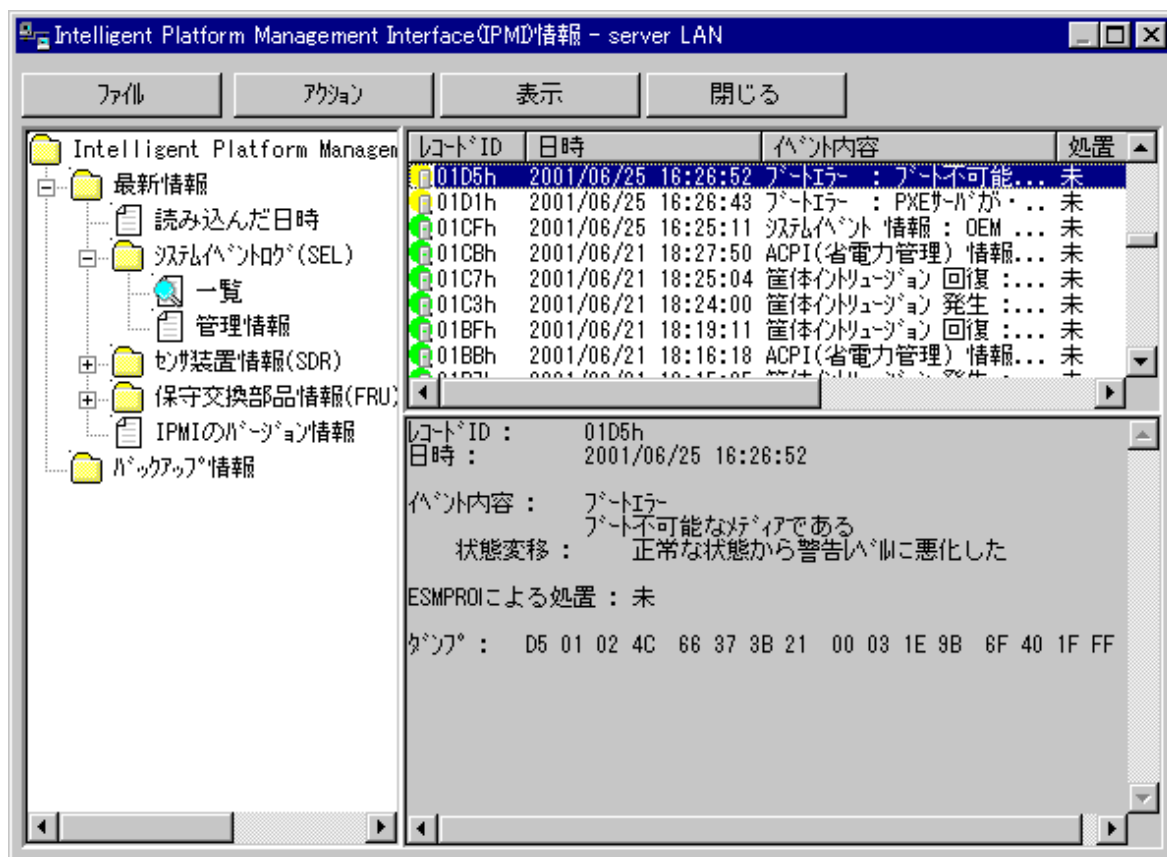 Intelligent Platform Management Interface(IPMI)情報 - server LAN
ファイル アクション 表示 閉じる
Intelligent Platform Managem
最新情報
読み込んだ日時
システムイベントログ(SEL)
一覧
管理情報
センサ装置情報(SDR)
保守交換部品情報(FRU)
IPMIのバージョン情報
バックアップ情報
レコードID 日時 イベント内容 処置
01D5h 2001/06/25 16:26:52 ブートエラー : ブート不可能... 未
01D1h 2001/06/25 16:26:43 ブートエラー : PXEサーバが・.. 未
01CFh 2001/06/25 16:25:11 システムイベント 情報 : OEM ... 未
01CBh 2001/06/21 18:27:50 ACPI(省電力管理) 情報... 未
01C7h 2001/06/21 18:25:04 筐体イントリュージョン 回復 :... 未
01C3h 2001/06/21 18:24:00 筐体イントリュージョン 発生 :... 未
01BFh 2001/06/21 18:19:11 筐体イントリュージョン 回復 :... 未
01BBh 2001/06/21 18:16:18 ACPI(省電力管理) 情報... 未
レコードID : 01D5h
日時 : 2001/06/25 16:26:52
イベント内容 : ブートエラー
ブート不可能なメディアである
状態変移 : 正常な状態から警告レベルに悪化した
ESMPROによる処置 : 未
ダンプ : D5 01 02 4C 66 37 3B 21 00 03 1E 9B 6F 40 1F FF